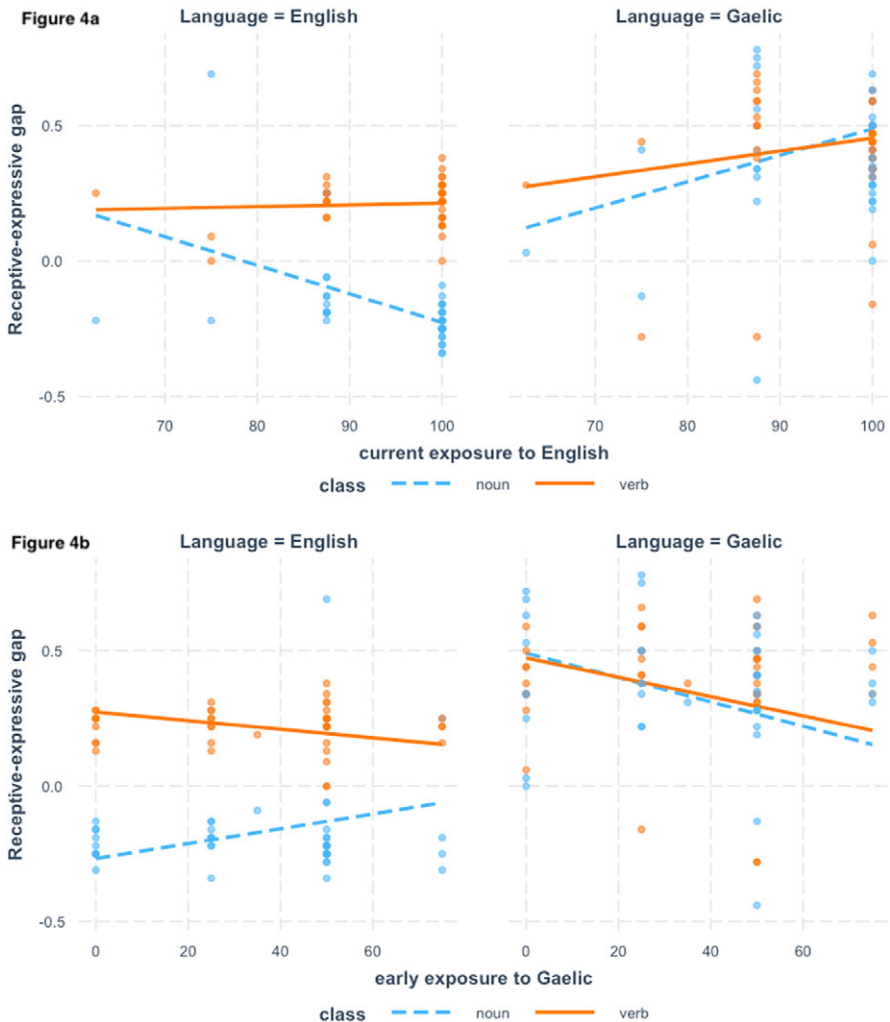 Figure 4a
Language = English
Language = Gaelic
Receptive-expressive gap
0.5
0.0
-0.5
70 80 90 100
70 80 90 100
current exposure to English
class noun verb
Figure 4b
Language = English
Language = Gaelic
Receptive-expressive gap
0.5
0.0
-0.5
0 20 40 60
0 20 40 60
early exposure to Gaelic
class noun verb